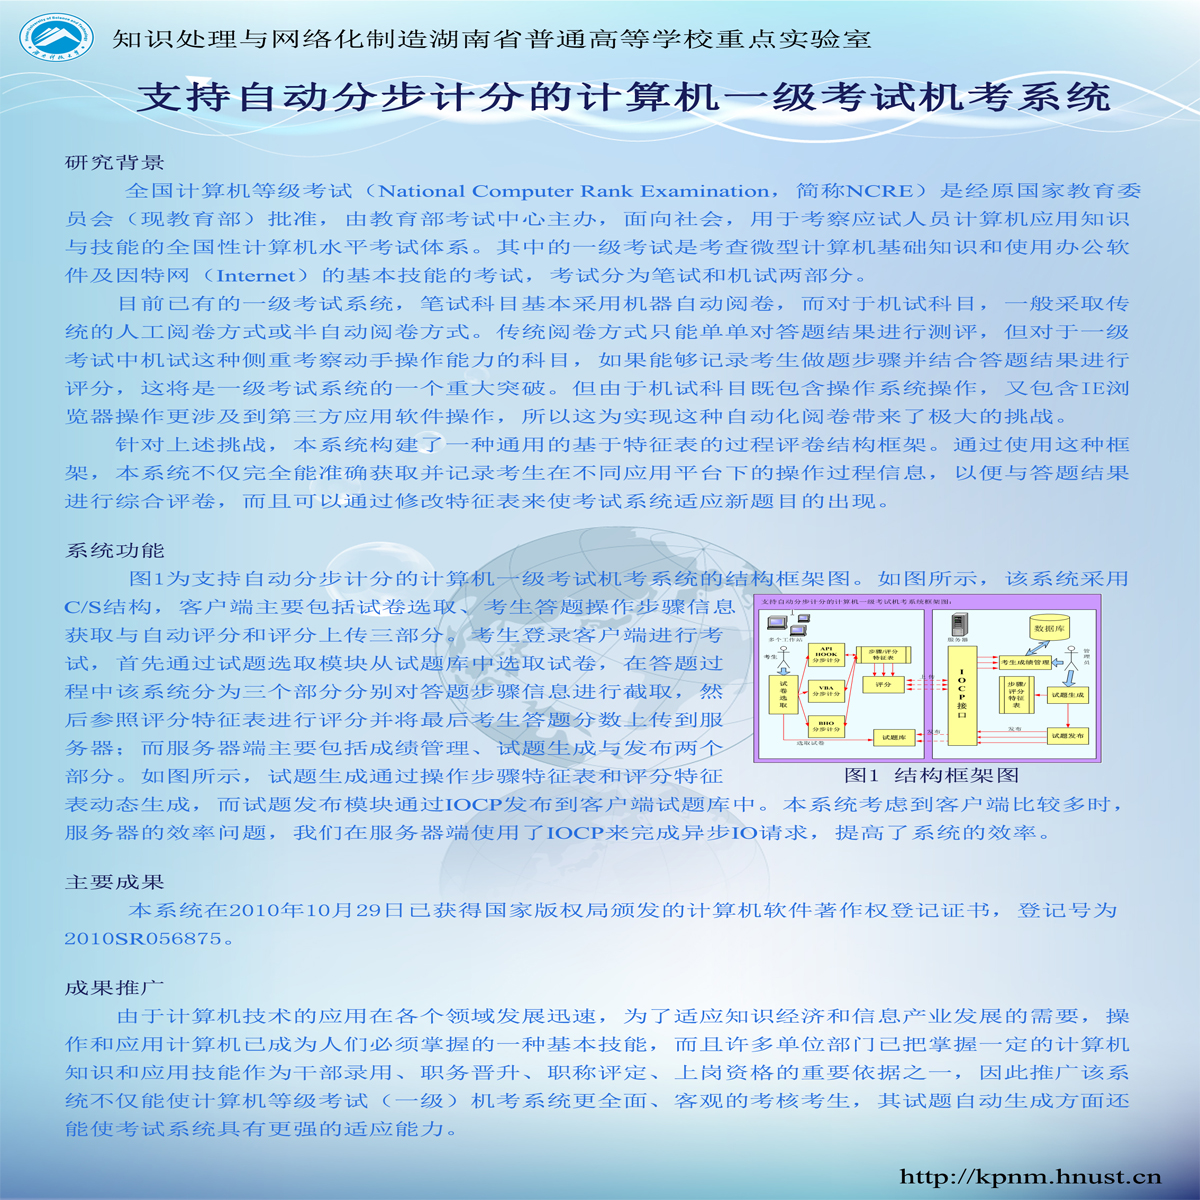 知识处理与网络化制造湖南省普通高等学校重点实验室
支持自动分步计分的计算机一级考试机考系统
研究背景
全国计算机等级考试（National Computer Rank Examination，简称NCRE）是经原国家教育委
员会（现教育部）批准，由教育部考试中心主办，面向社会，用于考察应试人员计算机应用知识
与技能的全国性计算机水平考试体系。其中的一级考试是考查微型计算机基础知识和使用办公软
件及因特网（Internet）的基本技能的考试，考试分为笔试和机试两部分。
目前已有的一级考试系统，笔试科目基本采用机器自动阅卷，而对于机试科目，一般采取传
统的人工阅卷方式或半自动阅卷方式。传统阅卷方式只能单单对答题结果进行测评，但对于一级
考试中机试这种侧重考察动手操作能力的科目，如果能够记录考生做题步骤并结合答题结果进行
评分，这将是一级考试系统的一个重大突破。但由于机试科目既包含操作系统操作，又包含IE浏
览器操作更涉及到第三方应用软件操作，所以这为实现这种自动化阅卷带来了极大的挑战。
针对上述挑战，本系统构建了一种通用的基于特征表的过程评卷结构框架。通过使用这种框
架，本系统不仅完全能准确获取并记录考生在不同应用平台下的操作过程信息，以便与答题结果
进行综合评卷，而且可以通过修改特征表来使考试系统适应新题目的出现。
系统功能
图1为支持自动分步计分的计算机一级考试机考系统的结构框架图。如图所示，该系统采用
C/S结构，客户端主要包括试卷选取、考生答题操作步骤信息
获取与自动评分和评分上传三部分。考生登录客户端进行考
试，首先通过试题选取模块从试题库中选取试卷，在答题过
程中该系统分为三个部分分别对答题步骤信息进行截取，然
后参照评分特征表进行评分并将最后考生答题分数上传到服
务器；而服务器端主要包括成绩管理、试题生成与发布两个
部分。如图所示，试题生成通过操作步骤特征表和评分特征
表动态生成，而试题发布模块通过IOCP发布到客户端试题库中。本系统考虑到客户端比较多时，
服务器的效率问题，我们在服务器端使用了IOCP来完成异步IO请求，提高了系统的效率。
支持自动分步计分的计算机一级考试机考系统框架图：
多个工作站
考生
试卷选取
API
HOOK
分步计分
VBA
分步计分
BHO
分步计分
步骤/评分
特征表
评分
试题库
选取试卷
上传
发布
服务器
IOCP接口
数据库
考生成绩管理
管理员
步骤/
评分
特征
表
试题生成
发布
试题发布
图1 结构框架图
主要成果
本系统在2010年10月29日已获得国家版权局颁发的计算机软件著作权登记证书，登记号为
2010SR056875。
成果推广
由于计算机技术的应用在各个领域发展迅速，为了适应知识经济和信息产业发展的需要，操
作和应用计算机已成为人们必须掌握的一种基本技能，而且许多单位部门已把掌握一定的计算机
知识和应用技能作为干部录用、职务晋升、职称评定、上岗资格的重要依据之一，因此推广该系
统不仅能使计算机等级考试（一级）机考系统更全面、客观的考核考生，其试题自动生成方面还
能使考试系统具有更强的适应能力。
http://kpnm.hnust.cn